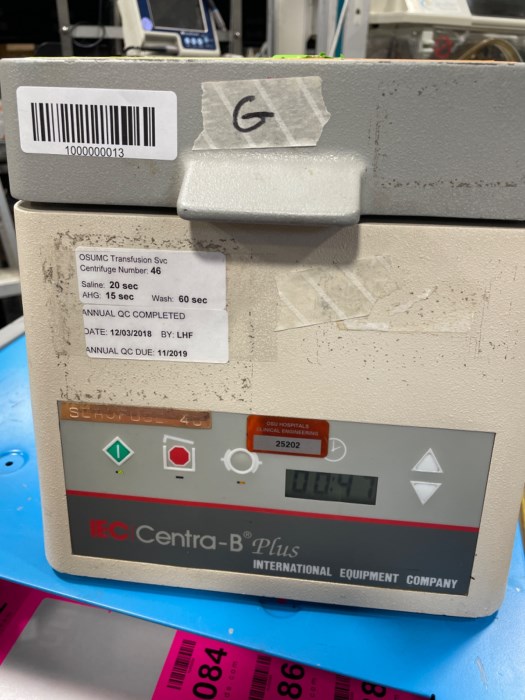 G
1000000013
OSUMC Transfusion Svc
Centrifuge Number: 46
Saline: 20 sec
AHG: 15 sec Wash: 60 sec
ANNUAL QC COMPLETED
DATE: 12/03/2018 BY: LHF
ANNUAL QC DUE: 11/2019
OSU HOSPITALS
CLINICAL ENGINEERING
25202
00:47
IEC Centra-B® Plus
INTERNATIONAL EQUIPMENT COMPANY
084
86
8